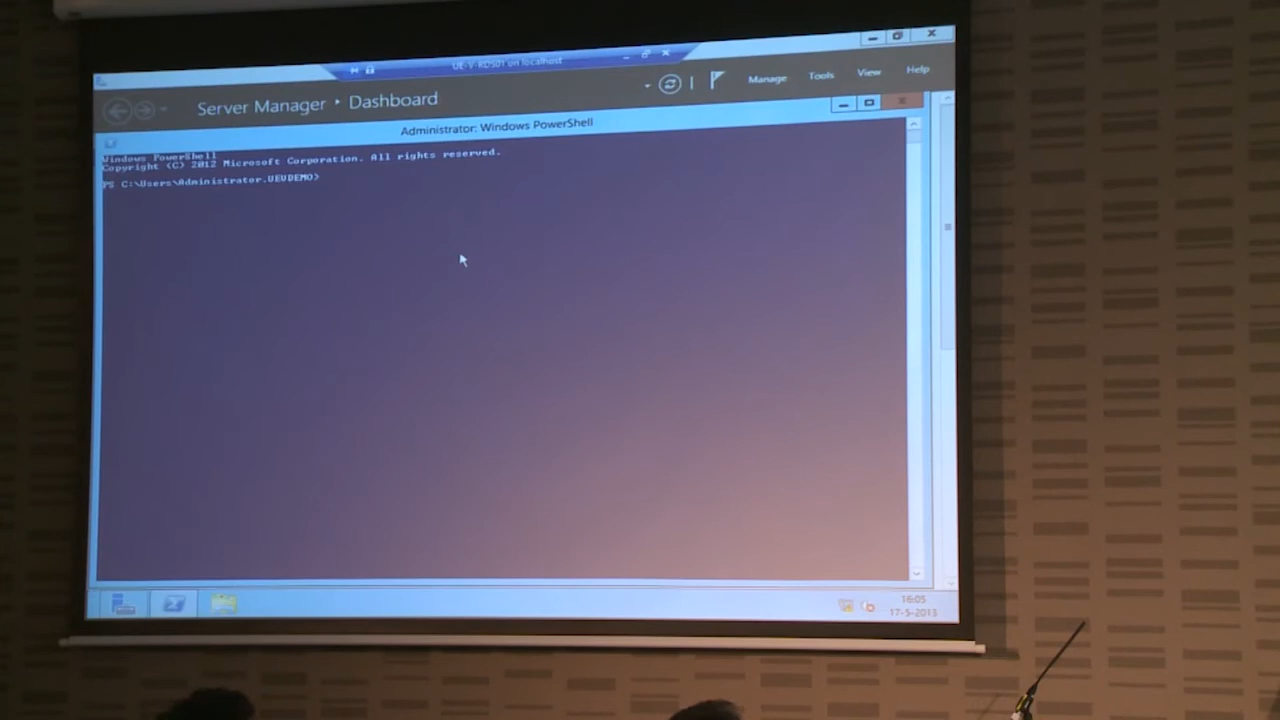 UE-V-RDS01 on localhost
Server Manager ‣ Dashboard
Manage Tools View Help
Administrator: Windows PowerShell
Windows PowerShell
Copyright (C) 2012 Microsoft Corporation. All rights reserved.
PS C:\Users\Administrator.UEVDEMO>
16:05
17-5-2013